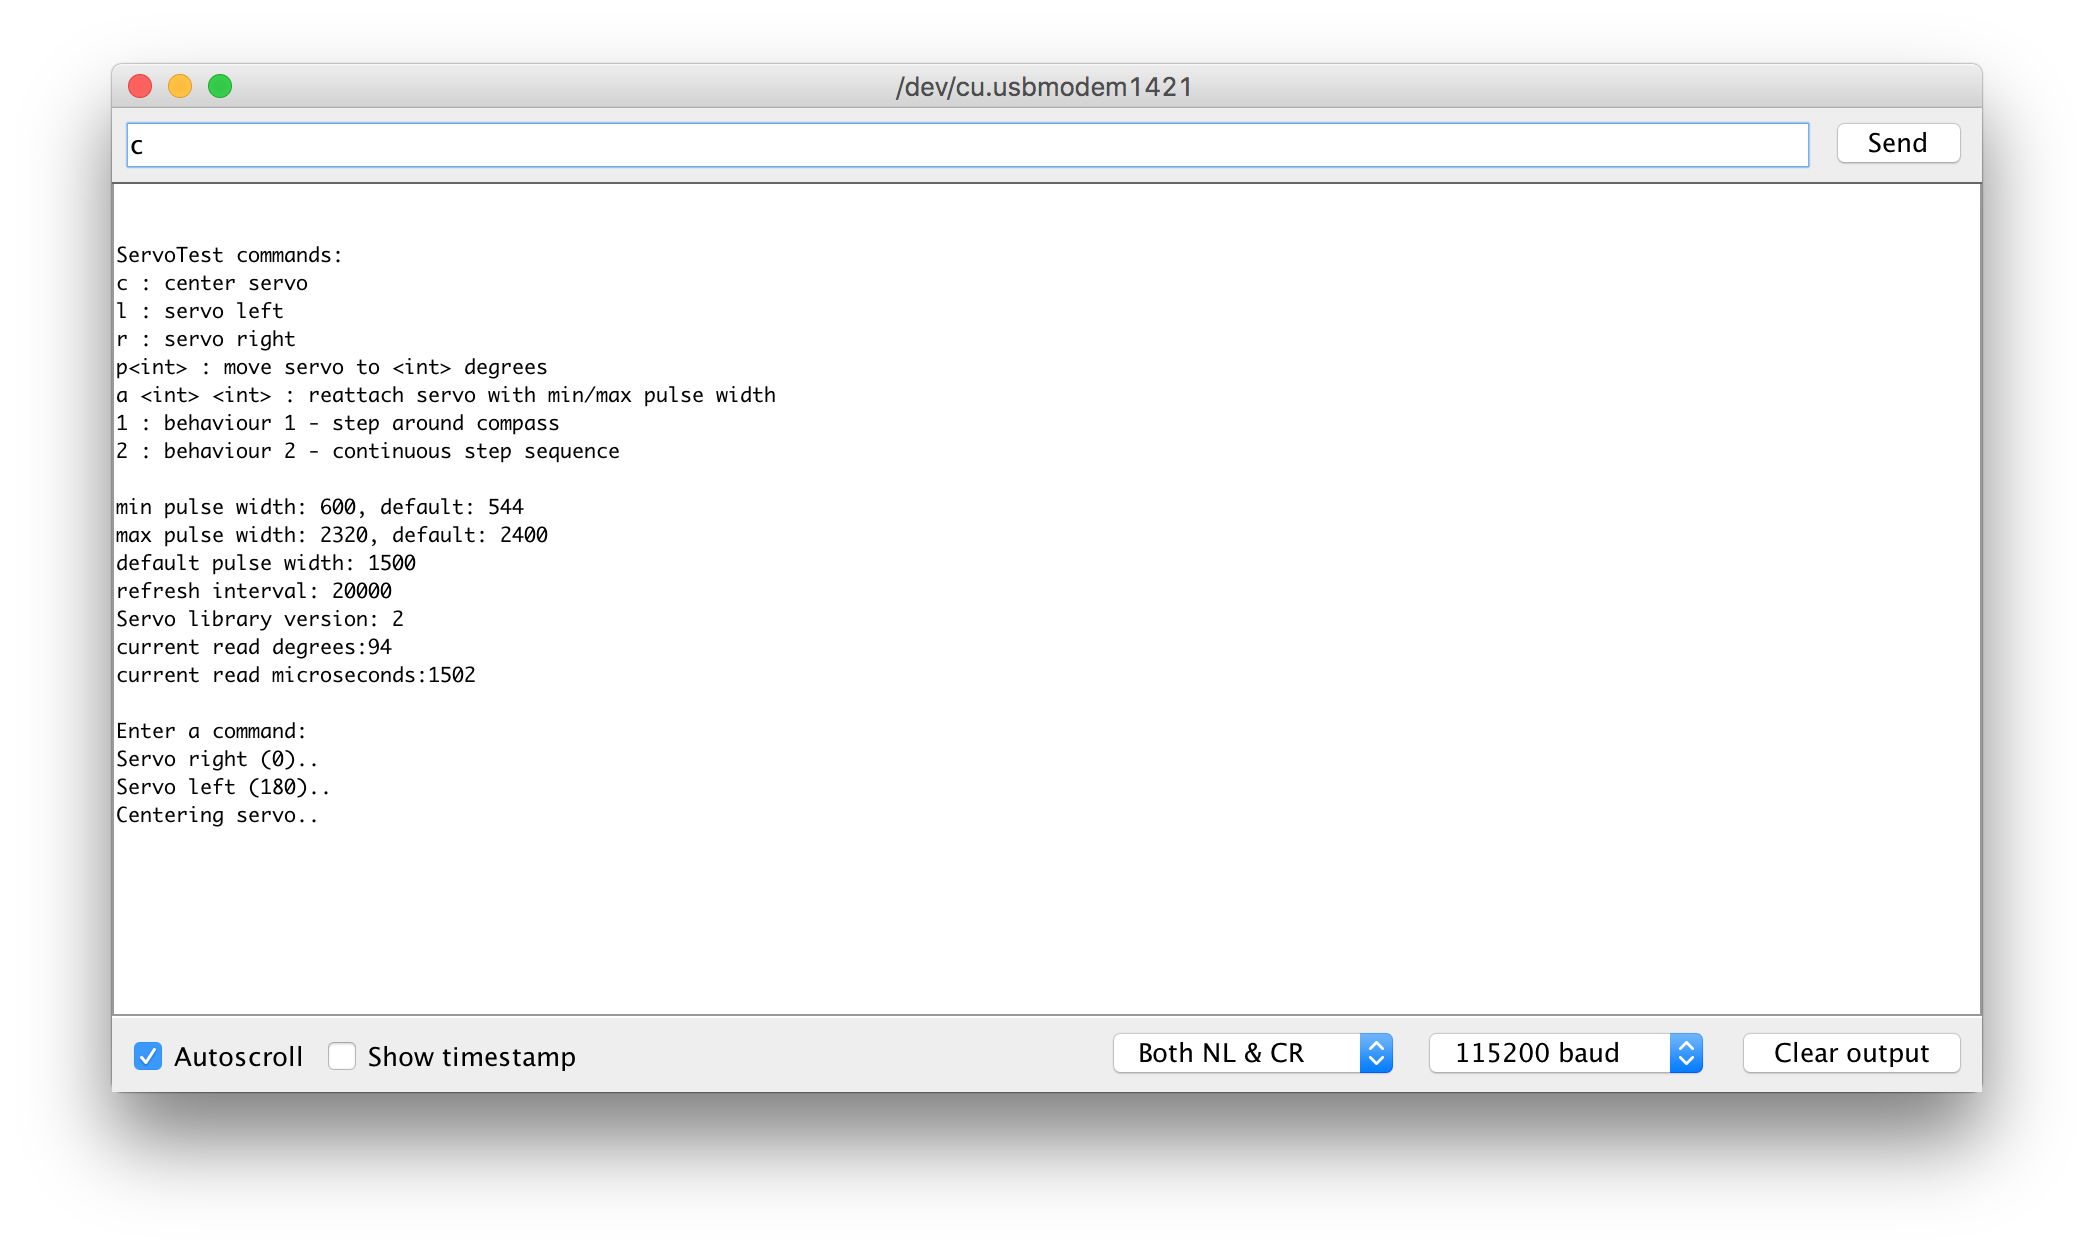 /dev/cu.usbmodem1421
c
Send
ServoTest commands:
c : center servo
l : servo left
r : servo right
p<int> : move servo to <int> degrees
a <int> <int> : reattach servo with min/max pulse width
1 : behaviour 1 - step around compass
2 : behaviour 2 - continuous step sequence
min pulse width: 600, default: 544
max pulse width: 2320, default: 2400
default pulse width: 1500
refresh interval: 20000
Servo library version: 2
current read degrees:94
current read microseconds:1502
Enter a command:
Servo right (0)..
Servo left (180)..
Centering servo..
Autoscroll Show timestamp Both NL & CR 115200 baud Clear output